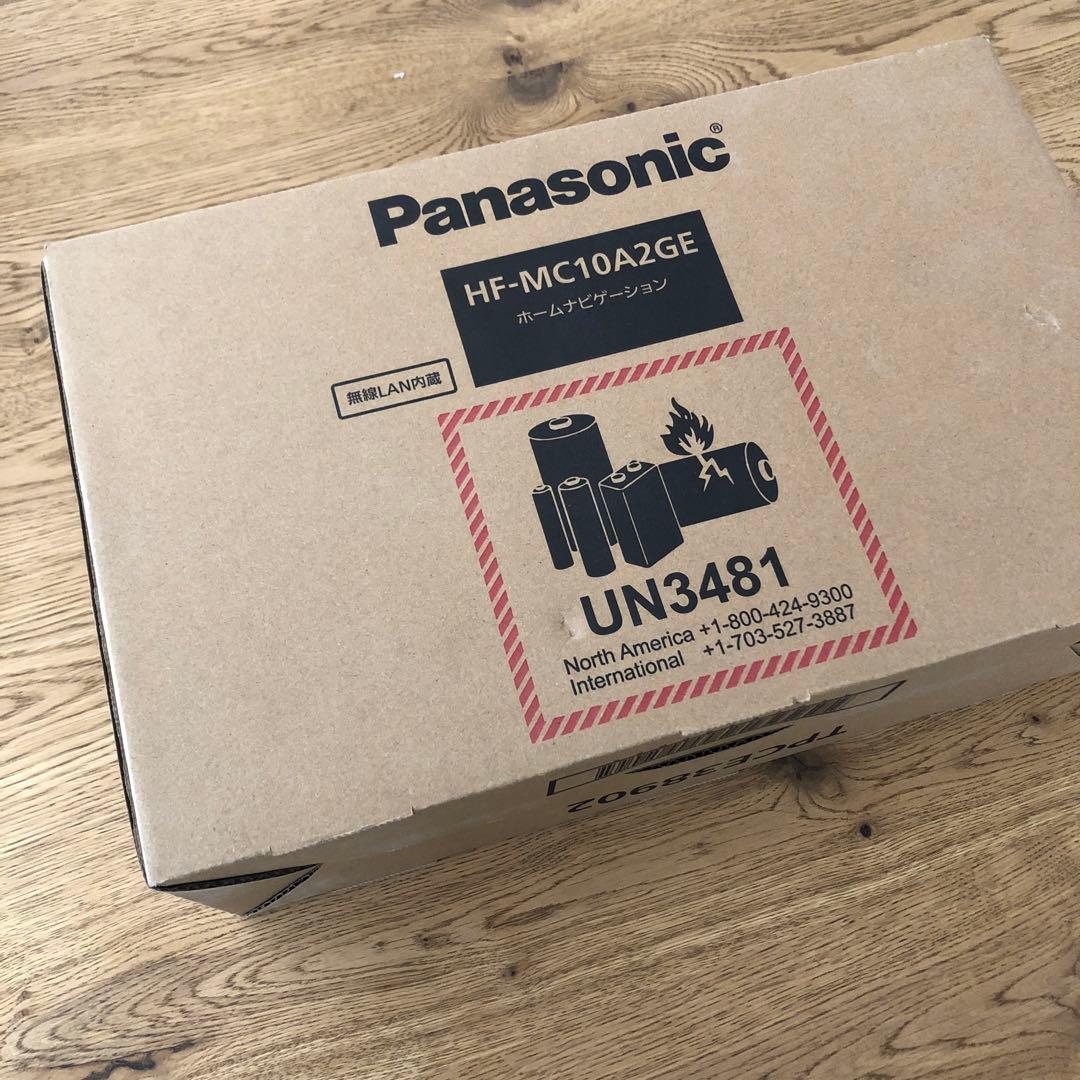 Panasonic®
HF-MC10A2GE
ホームナビゲーション
無線LAN内蔵
UN3481
North America +1-800-424-9300
International +1-703-527-3887